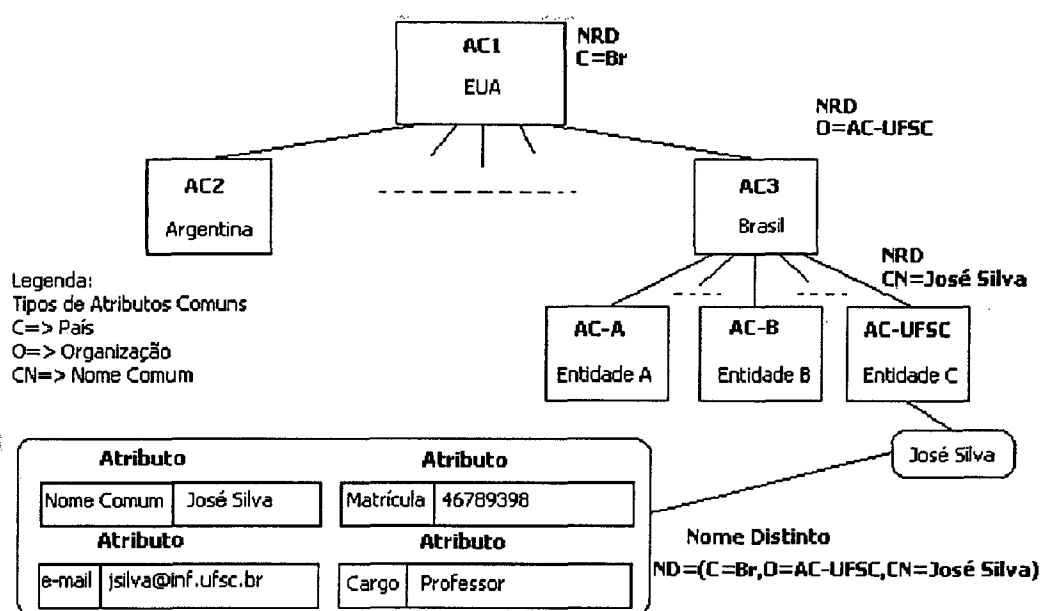 AC1
EUA
NRD
C=Br
NRD
O=AC-UFSC
AC2
Argentina
AC3
Brasil
NRD
CN=José Silva
Legenda:
Tipos de Atributos Comuns
C=> País
O=> Organização
CN=> Nome Comum
AC-A
Entidade A
AC-B
Entidade B
AC-UFSC
Entidade C
José Silva
Atributo
Nome Comum José Silva
Atributo
Matrícula 46789398
Atributo
e-mail jsilva@inf.ufsc.br
Atributo
Cargo Professor
Nome Distinto
ND=(C=Br,O=AC-UFSC,CN=José Silva)